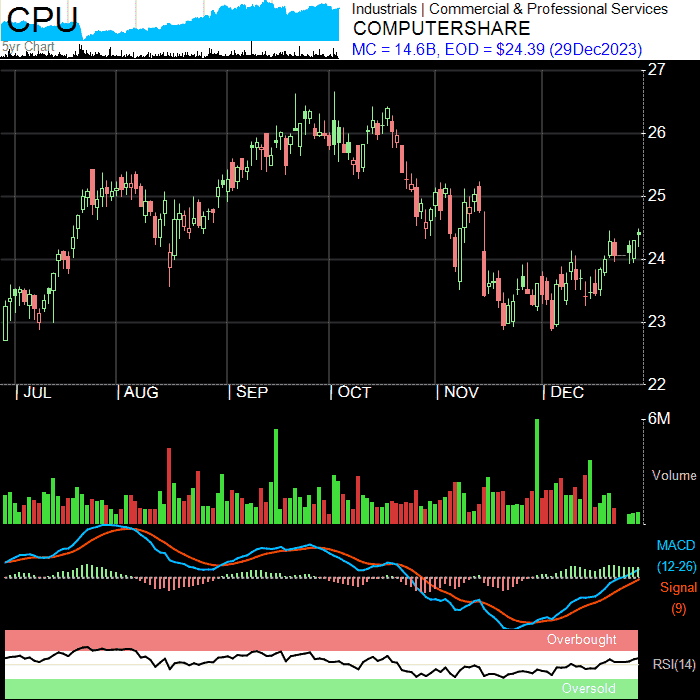 CPU
5yr Chart
Industrials | Commercial & Professional Services
COMPUTERSHARE
MC = 14.6B, EOD = $24.39 (29Dec2023)
27
26
25
24
23
22
JUL
AUG
SEP
OCT
NOV
DEC
6M
Volume
MACD
(12-26)
Signal
(9)
Overbought
RSI(14)
Oversold